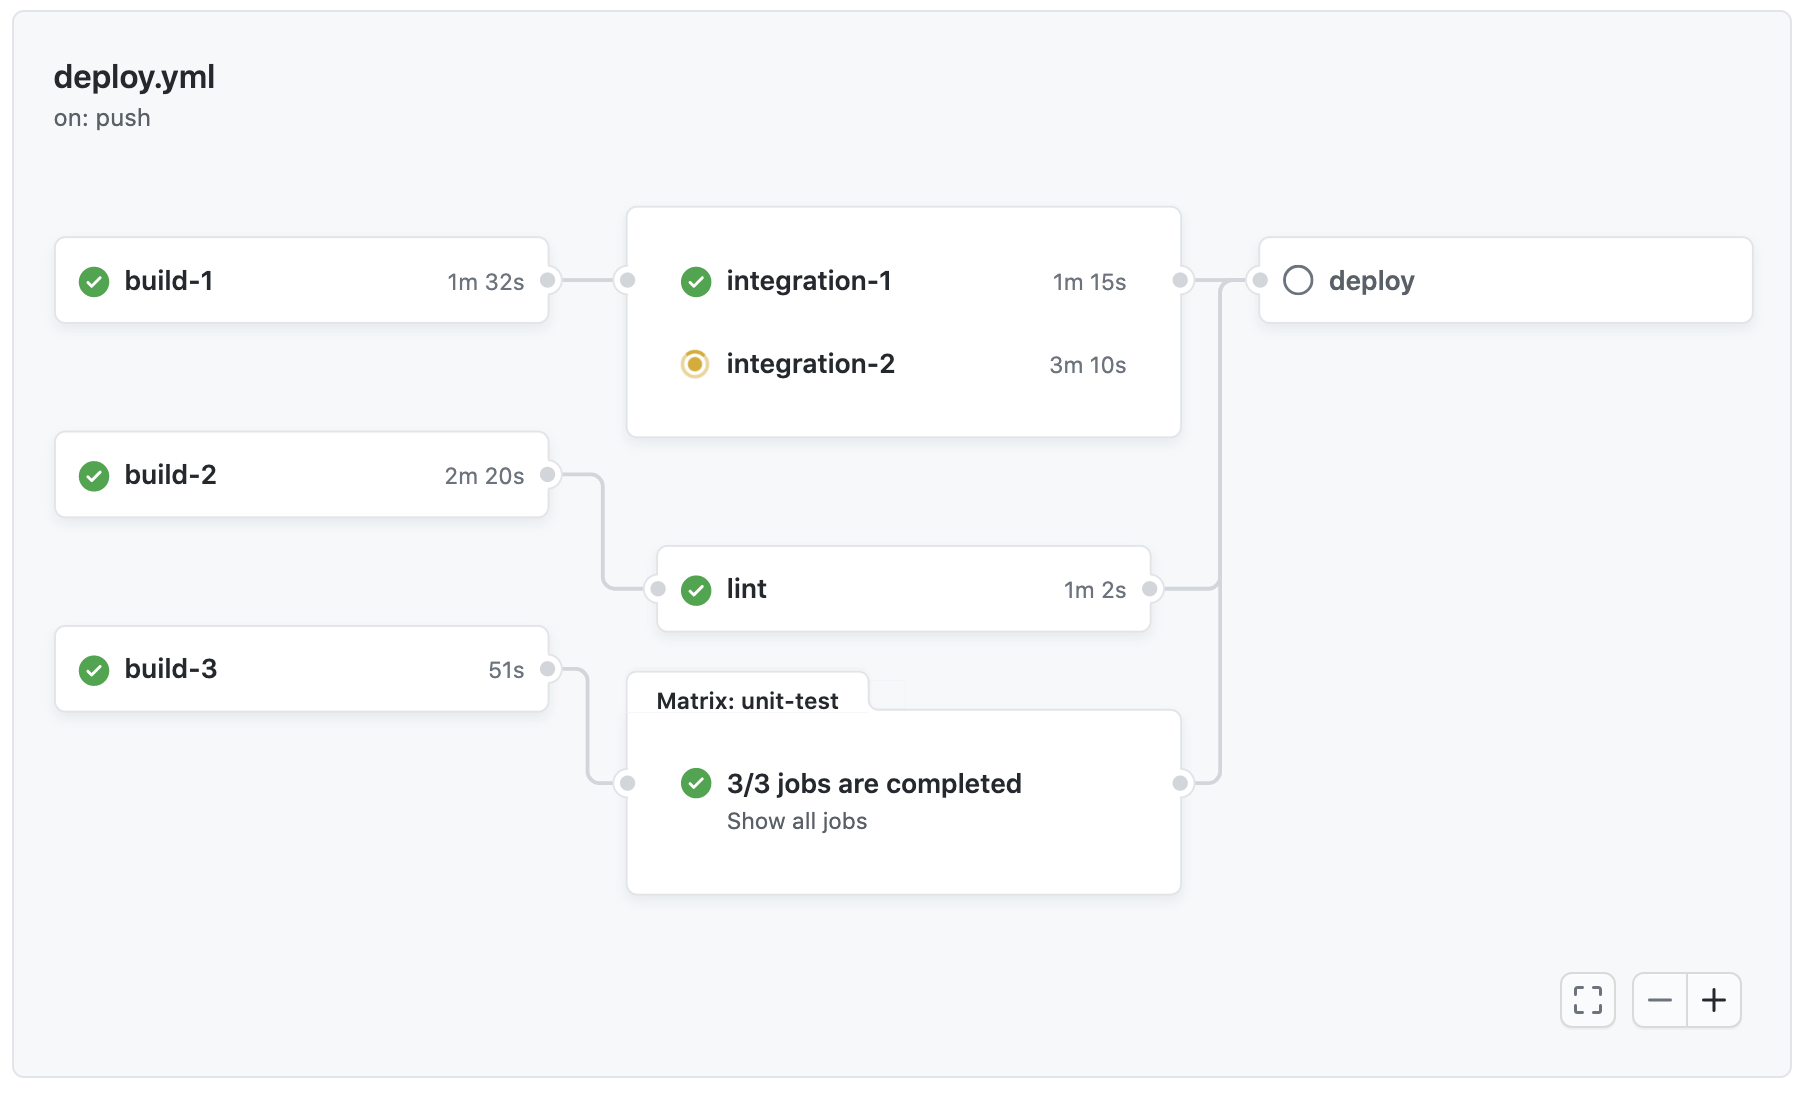 deploy.yml
on: push
build-1 1m 32s
integration-1 1m 15s
deploy
integration-2 3m 10s
build-2 2m 20s
lint 1m 2s
build-3 51s
Matrix: unit-test
3/3 jobs are completed
Show all jobs